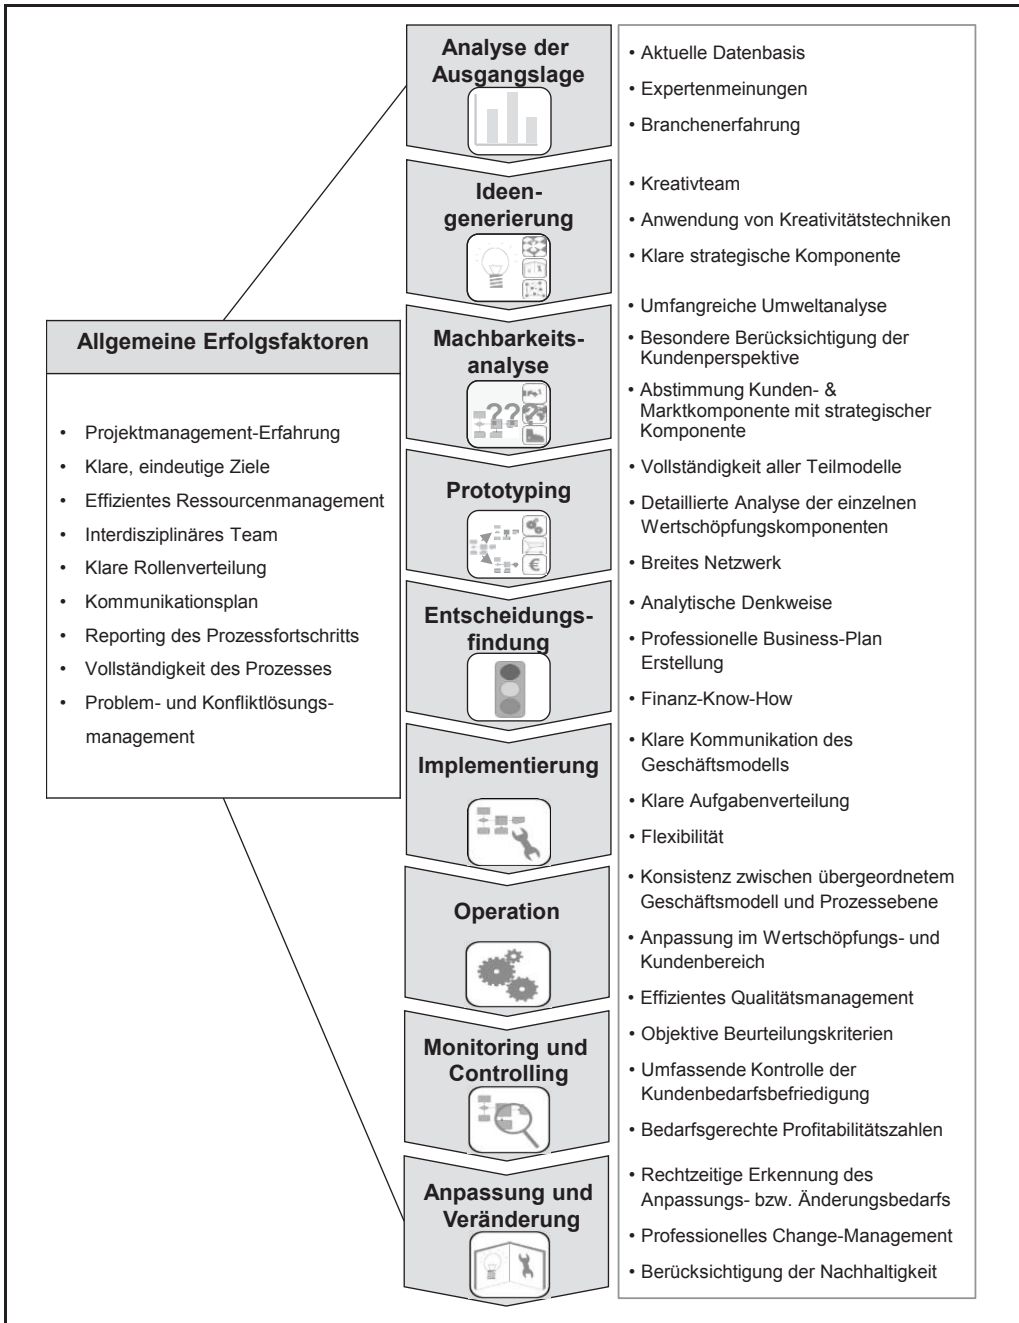 Allgemeine Erfolgsfaktoren
• Projektmanagement-Erfahrung
• Klare, eindeutige Ziele
• Effizientes Ressourcenmanagement
• Interdisziplinäres Team
• Klare Rollenverteilung
• Kommunikationsplan
• Reporting des Prozessfortschritts
• Vollständigkeit des Prozesses
• Problem- und Konfliktlösungs-
management
Analyse der
Ausgangslage
• Aktuelle Datenbasis
• Expertenmeinungen
• Branchenerfahrung
Ideen-
generierung
• Kreativteam
• Anwendung von Kreativitätstechniken
• Klare strategische Komponente
Machbarkeits-
analyse
???
• Umfangreiche Umweltanalyse
• Besondere Berücksichtigung der
Kundenperspektive
• Abstimmung Kunden- &
Marktkomponente mit strategischer
Komponente
Prototyping
€
• Vollständigkeit aller Teilmodelle
• Detaillierte Analyse der einzelnen
Wertschöpfungskomponenten
• Breites Netzwerk
Entscheidungs-
findung
• Analytische Denkweise
• Professionelle Business-Plan
Erstellung
• Finanz-Know-How
Implementierung
• Klare Kommunikation des
Geschäftsmodells
• Klare Aufgabenverteilung
• Flexibilität
Operation
• Konsistenz zwischen übergeordnetem
Geschäftsmodell und Prozessebene
• Anpassung im Wertschöpfungs- und
Kundenbereich
• Effizientes Qualitätsmanagement
Monitoring und
Controlling
• Objektive Beurteilungskriterien
• Umfassende Kontrolle der
Kundenbedarfsbefriedigung
• Bedarfsgerechte Profitabilitätszahlen
Anpassung und
Veränderung
• Rechtzeitige Erkennung des
Anpassungs- bzw. Änderungsbedarfs
• Professionelles Change-Management
• Berücksichtigung der Nachhaltigkeit